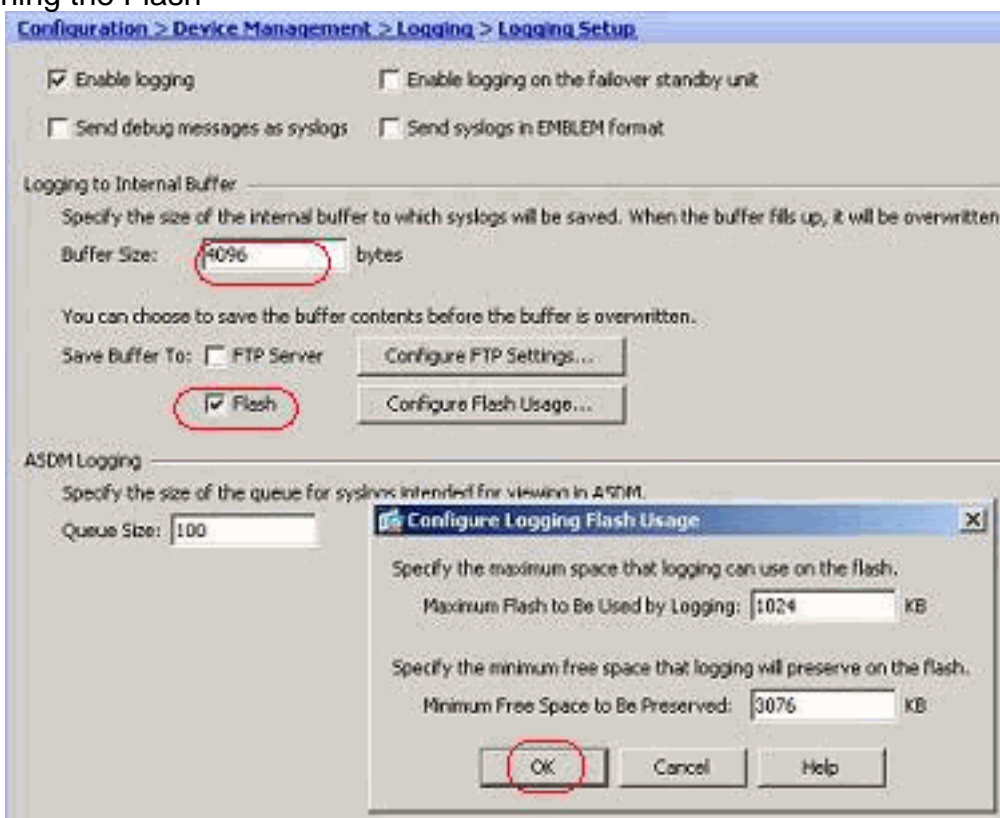 ning the Flash
Configuration > Device Management > Logging > Logging Setup
Enable logging Enable logging on the failover standby unit
Send debug messages as syslogs Send syslogs in EMBLEM format
Logging to Internal Buffer
Specify the size of the internal buffer to which syslogs will be saved. When the buffer fills up, it will be overwritten
Buffer Size: 4096 bytes
You can choose to save the buffer contents before the buffer is overwritten.
Save Buffer To: FTP Server Configure FTP Settings...
Flash Configure Flash Usage...
ASDM Logging
Specify the size of the queue for syslogs intended for viewing in ASDM.
Queue Size: 100
Configure Logging Flash Usage
Specify the maximum space that logging can use on the flash.
Maximum Flash to Be Used by Logging: 1024 KB
Specify the minimum free space that logging will preserve on the flash.
Minimum Free Space to Be Preserved: 3076 KB
OK Cancel Help